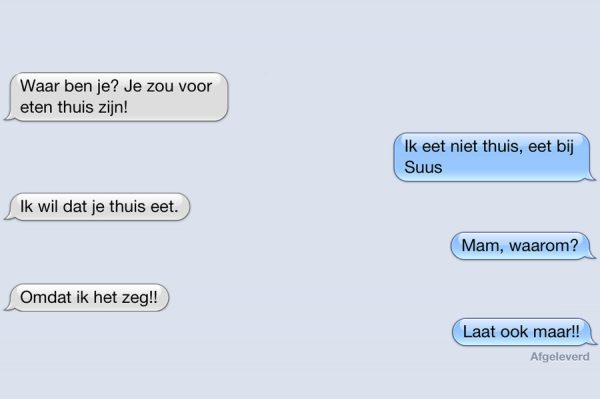 Waar ben je? Je zou voor
eten thuis zijn!
Ik eet niet thuis, eet bij
Suus
Ik wil dat je thuis eet.
Mam, waarom?
Omdat ik het zeg!!
Laat ook maar!!
Afgeleverd